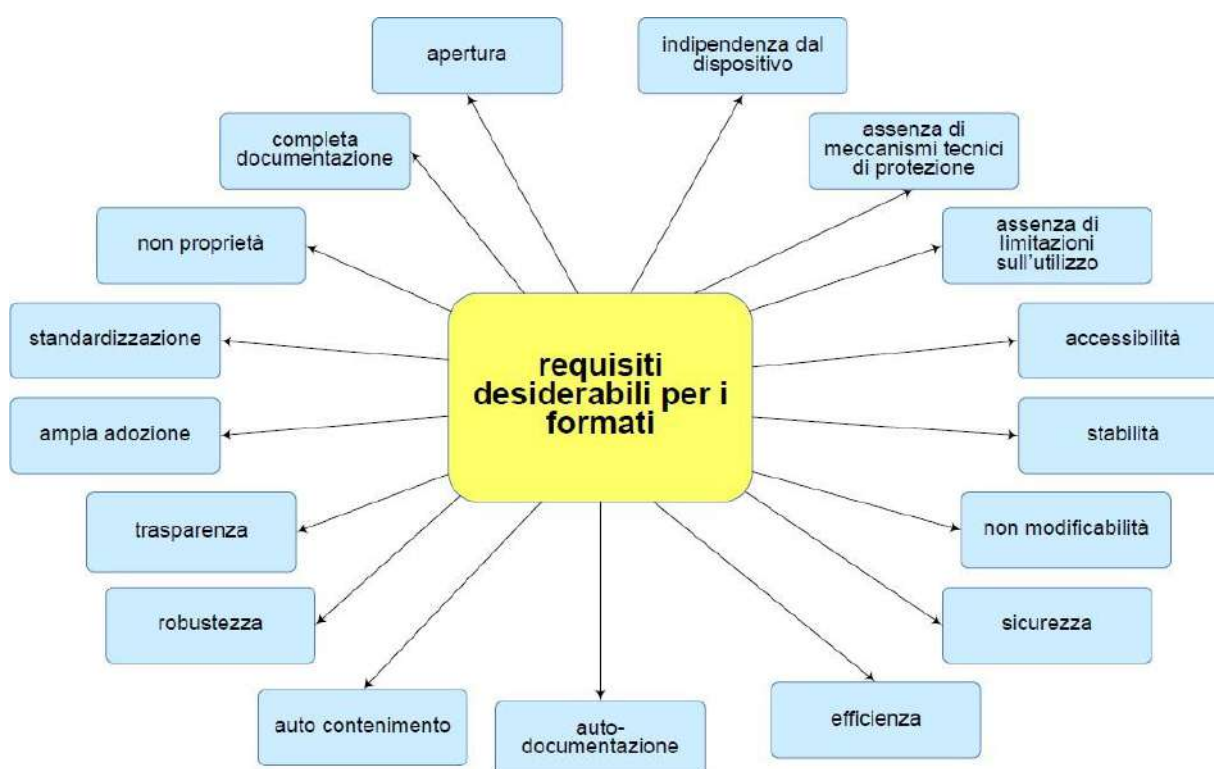 apertura
indipendenza dal
dispositivo
completa
documentazione
assenza di
meccanismi tecnici
di protezione
non proprietà
assenza di
limitazioni
sull'utilizzo
standardizzazione
requisiti
desiderabili per i
formati
accessibilità
ampia adozione
stabilità
trasparenza
non modificabilità
robustezza
sicurezza
auto contenimento
auto-
documentazione
efficienza